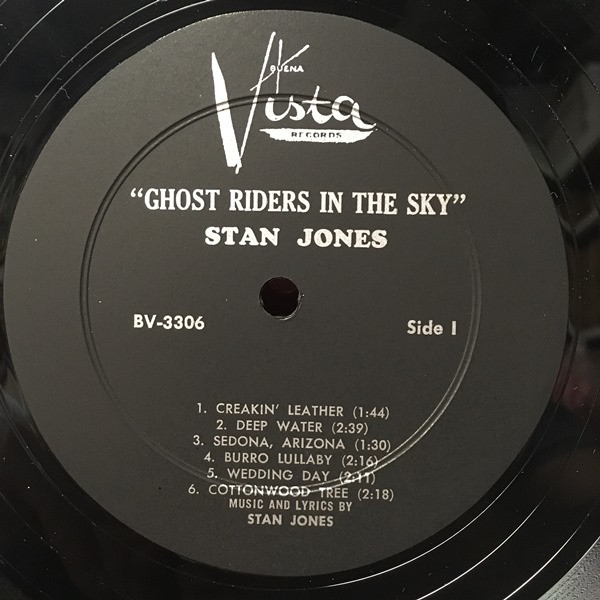 BUENA
Vista
RECORDS
"GHOST RIDERS IN THE SKY"
STAN JONES
BV-3306
Side 1
1. CREAKIN' LEATHER (1:44)
2. DEEP WATER (2:39)
3. SEDONA, ARIZONA (1:30)
4. BURRO LULLABY (2:16)
5. WEDDING DAY (2:11)
6. COTTONWOOD TREE (2:18)
MUSIC AND LYRICS BY
STAN JONES